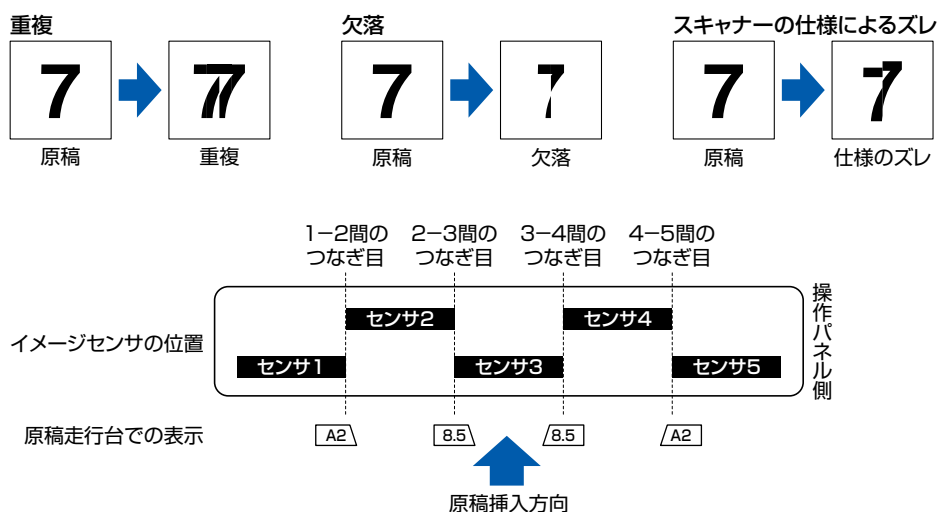 重複
欠落
スキャナーの仕様によるズレ
7
77
7
7
7
7
原稿
重複
原稿
欠落
原稿
仕様のズレ
1−2間の
つなぎ目
2−3間の
つなぎ目
3−4間の
つなぎ目
4−5間の
つなぎ目
操作パネル側
センサ2
センサ4
イメージセンサの位置
センサ1
センサ3
センサ5
原稿走行台での表示
A2
8.5
8.5
A2
原稿挿入方向